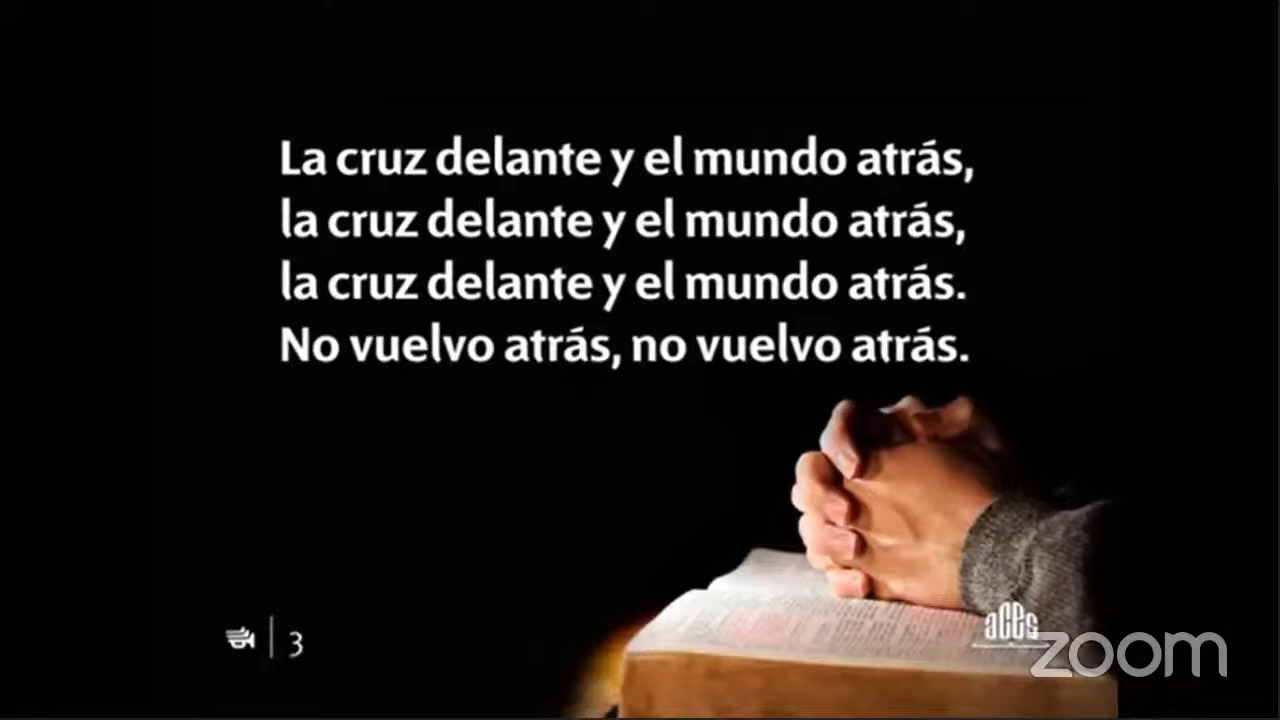 La cruz delante y el mundo atrás,
la cruz delante y el mundo atrás,
la cruz delante y el mundo atrás.
No vuelvo atrás, no vuelvo atrás.
3
aces
zoom